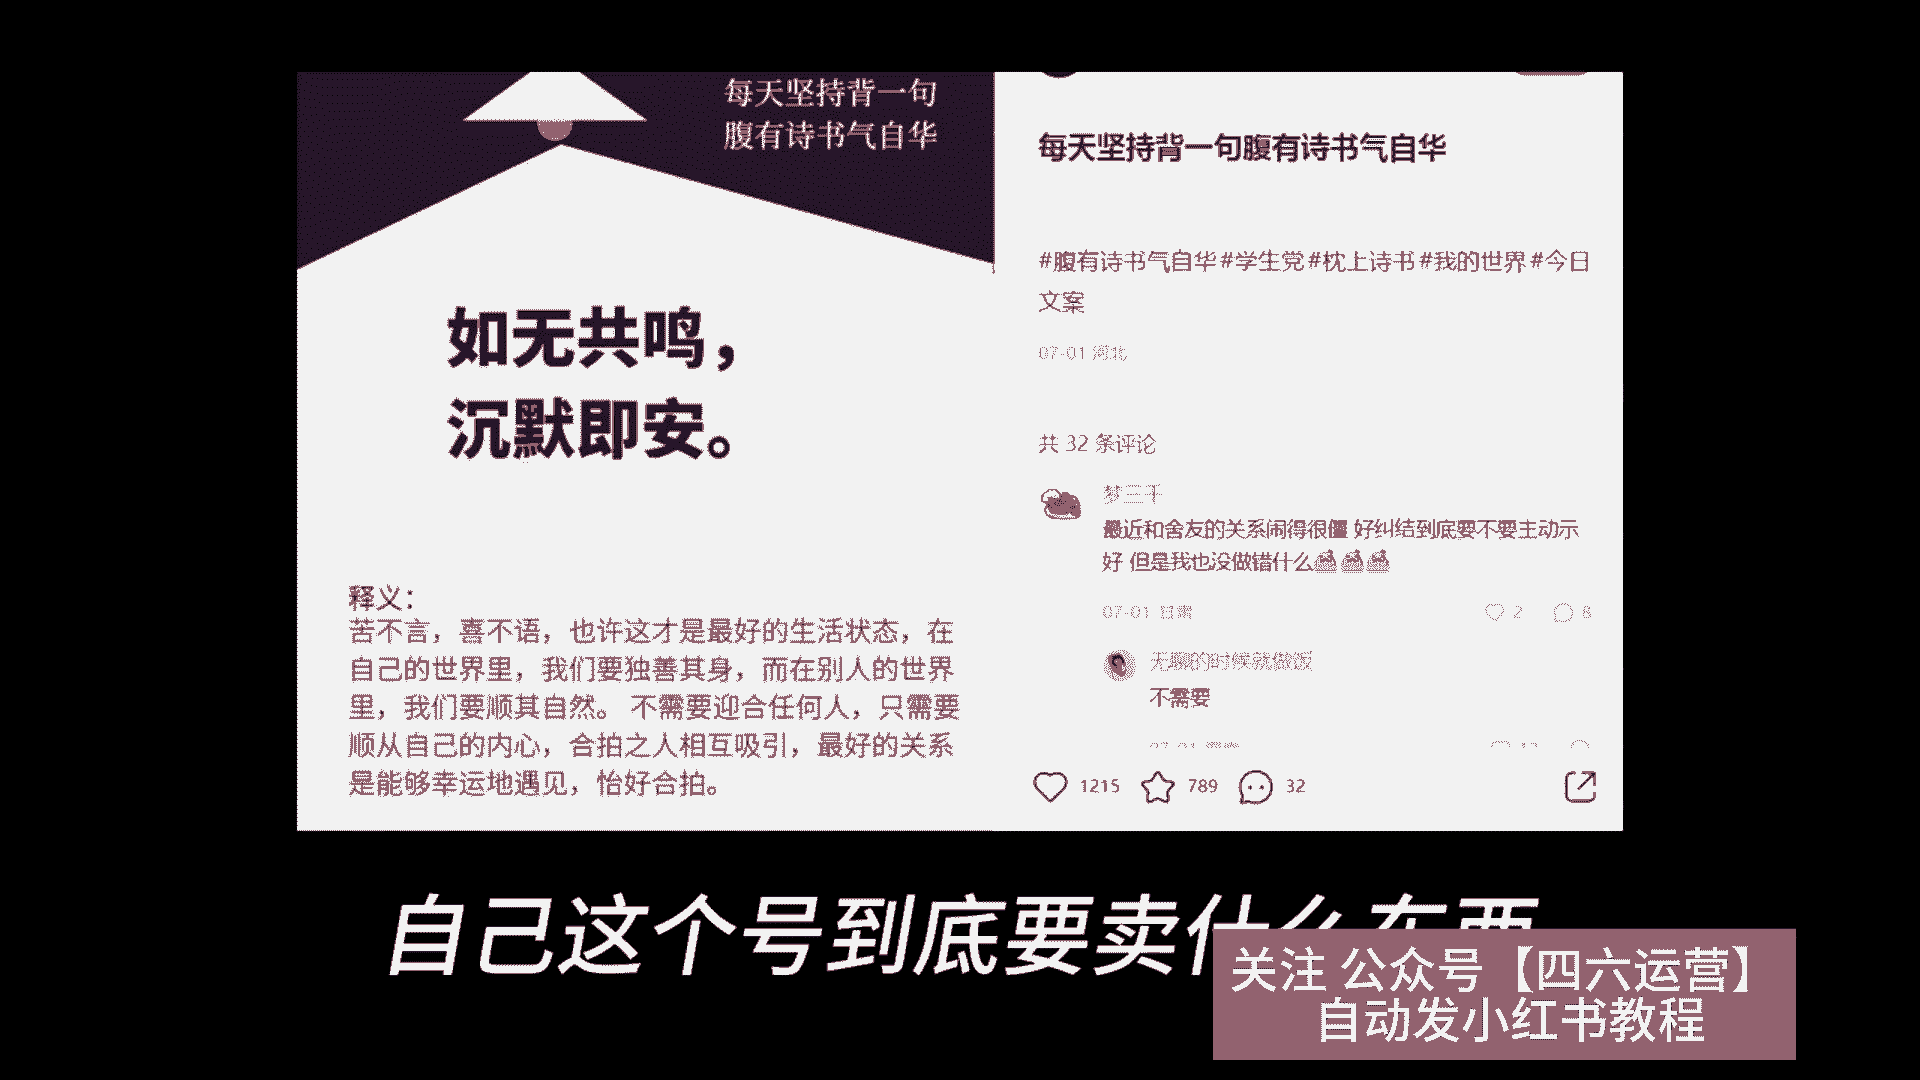 每天坚持背一句
腹有诗书气自华
如无共鸣，
沉默即安。
释义：
苦不言，喜不语，也许这才是最好的生活状态，在
自己的世界里，我们要独善其身，而在别人的世界
里，我们要顺其自然。 不需要迎合任何人，只需要
顺从自己的内心，合拍之人相互吸引，最好的关系
是能够幸运地遇见，恰好合拍。
每天坚持背一句腹有诗书气自华
#腹有诗书气自华#学生党#枕上诗书#我的世界#今日
文案
07-01 河北
共 32 条评论
梦三千
最近和舍友的关系闹得很僵 好纠结到底要不要主动示
好 但是我也没做错什么
07-01 甘肃
2
8
无聊的时候就做饭
不需要
1215
789
32
自己这个号到底要卖什么东西
关注 公众号【四六运营】
自动发小红书教程